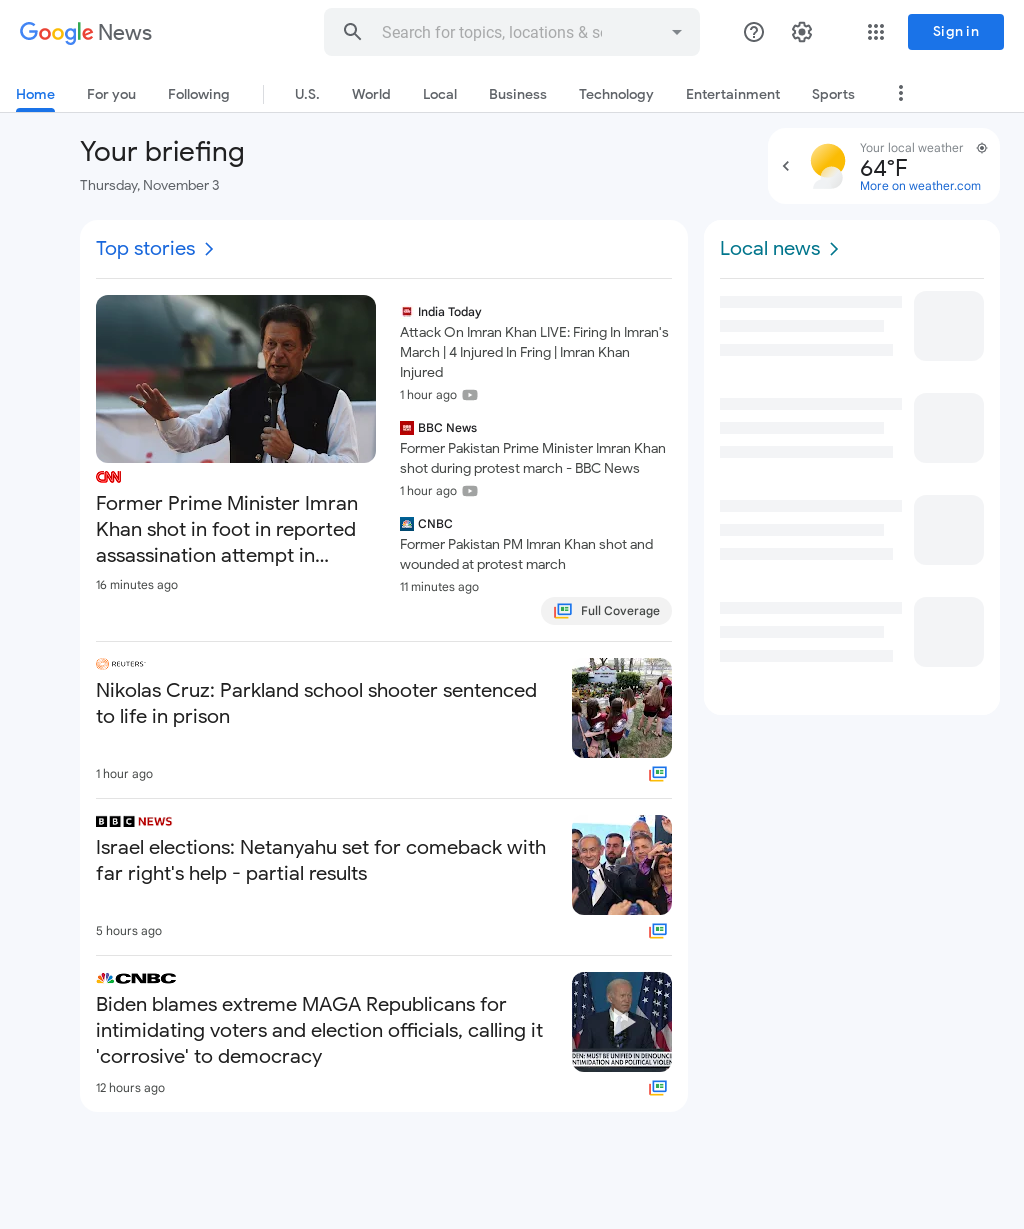 Google News
Search for topics, locations & s
Sign in
Home
For you
Following
U.S.
World
Local
Business
Technology
Entertainment
Sports
Your briefing
Thursday, November 3
Your local weather
64°F
More on weather.com
Top stories
CNN
Former Prime Minister Imran
Khan shot in foot in reported
assassination attempt in...
16 minutes ago
India Today
Attack On Imran Khan LIVE: Firing In Imran's
March | 4 Injured In Fring | Imran Khan
Injured
1 hour ago
BBC News
Former Pakistan Prime Minister Imran Khan
shot during protest march - BBC News
1 hour ago
CNBC
Former Pakistan PM Imran Khan shot and
wounded at protest march
11 minutes ago
Full Coverage
REUTERS
Nikolas Cruz: Parkland school shooter sentenced
to life in prison
1 hour ago
BBC NEWS
Israel elections: Netanyahu set for comeback with
far right's help - partial results
5 hours ago
CNBC
Biden blames extreme MAGA Republicans for
intimidating voters and election officials, calling it
'corrosive' to democracy
12 hours ago
DEN: MUST BE UNIFIED IN DENOUNCI
NTIMIDATION AND POLITICAL VIOLEN
Local news